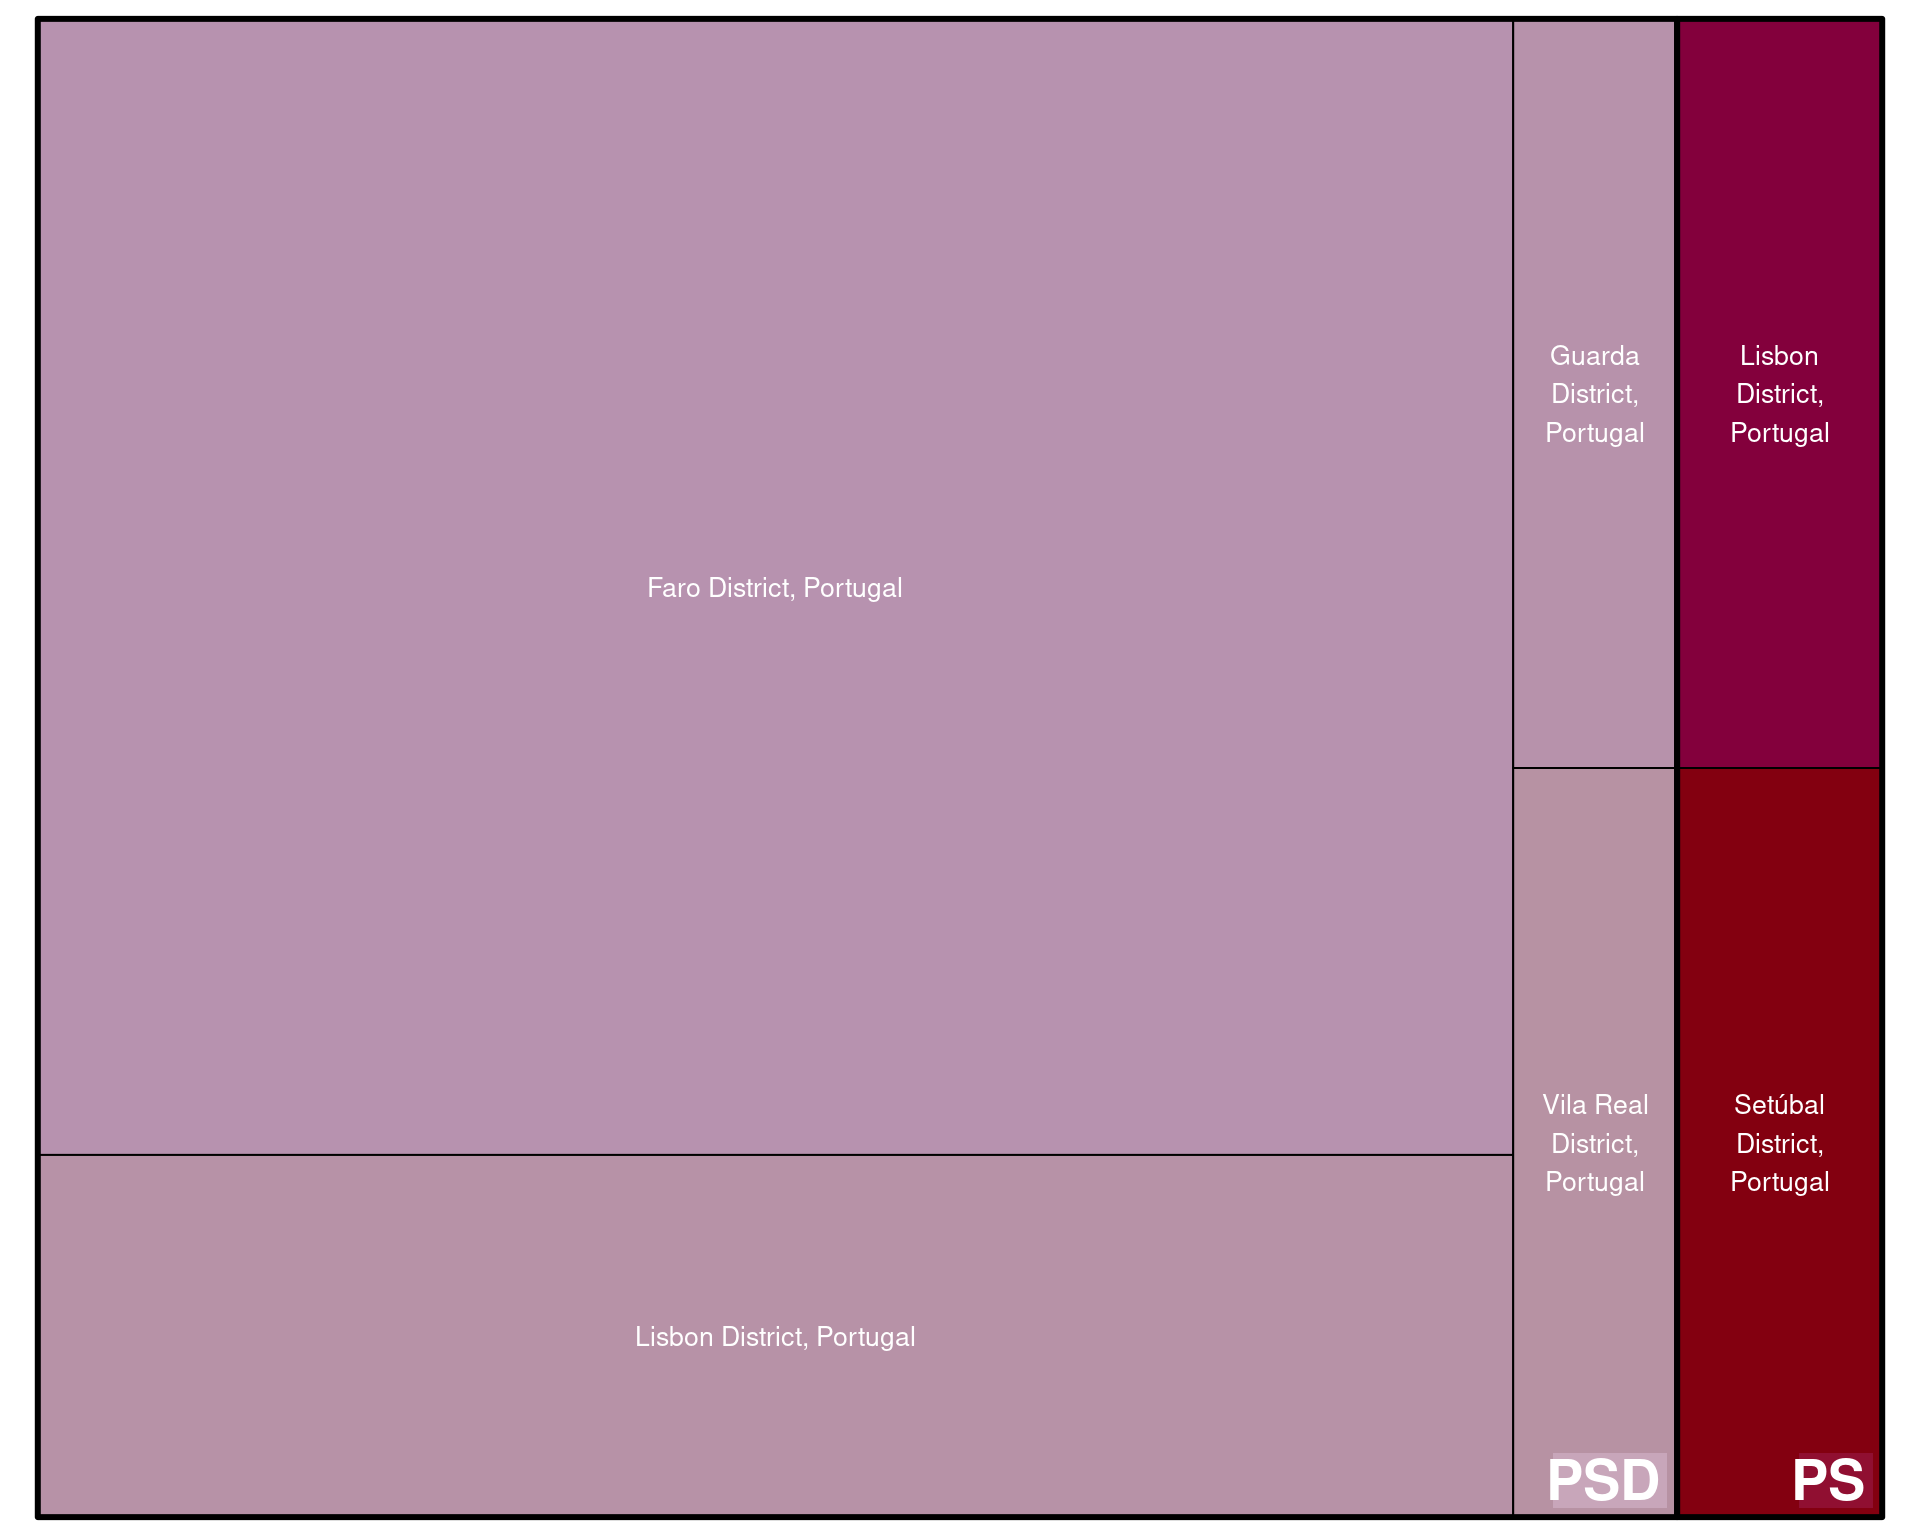 Faro District, Portugal
Lisbon District, Portugal
Guarda
District,
Portugal
Vila Real
District,
Portugal
PSD
Lisbon
District,
Portugal
Setúbal
District,
Portugal
PS